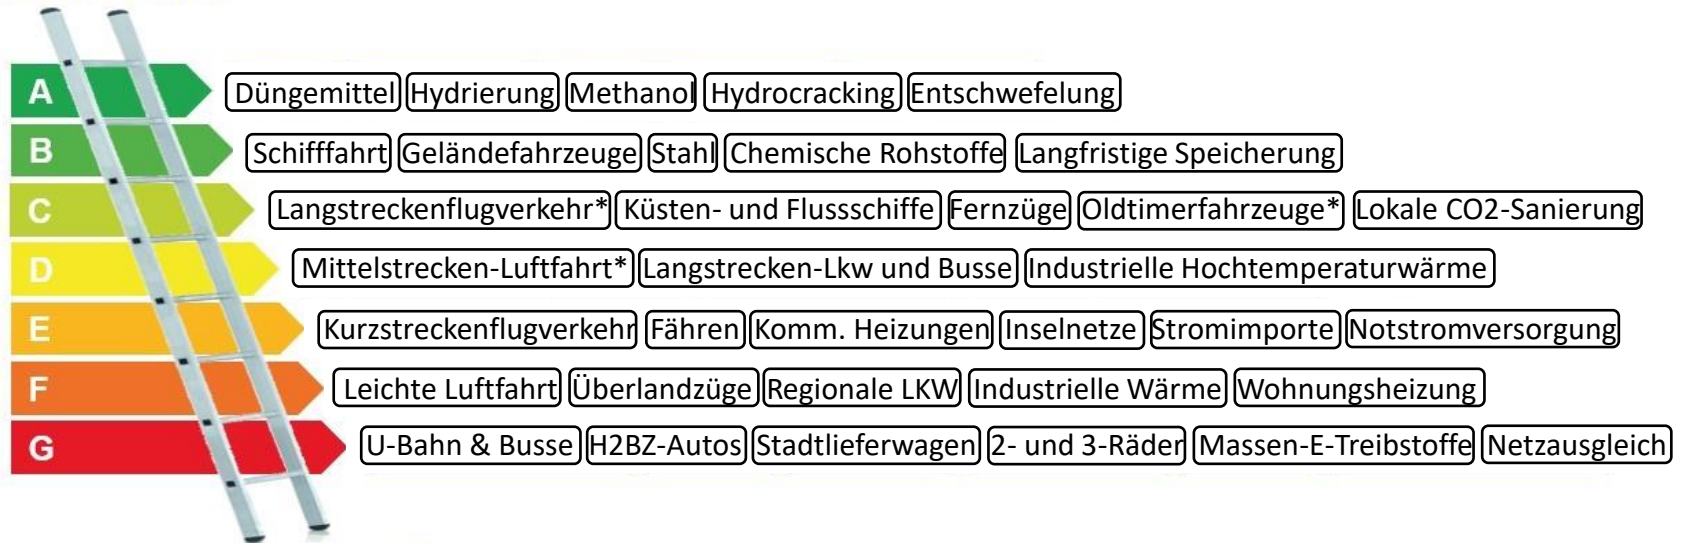 A Düngemittel Hydrierung Methanol Hydrocracking Entschwefelung
B Schifffahrt Geländefahrzeuge Stahl Chemische Rohstoffe Langfristige Speicherung
C Langstreckenflugverkehr* Küsten- und Flussschiffe Fernzüge Oldtimerfahrzeuge* Lokale CO2-Sanierung
D Mittelstrecken-Luftfahrt* Langstrecken-Lkw und Busse Industrielle Hochtemperaturwärme
E Kurzstreckenflugverkehr Fähren Komm. Heizungen Inselnetze Stromimporte Notstromversorgung
F Leichte Luftfahrt Überlandzüge Regionale LKW Industrielle Wärme Wohnungsheizung
G U-Bahn & Busse H2BZ-Autos Stadtlieferwagen 2- und 3-Räder Massen-E-Treibstoffe Netzausgleich